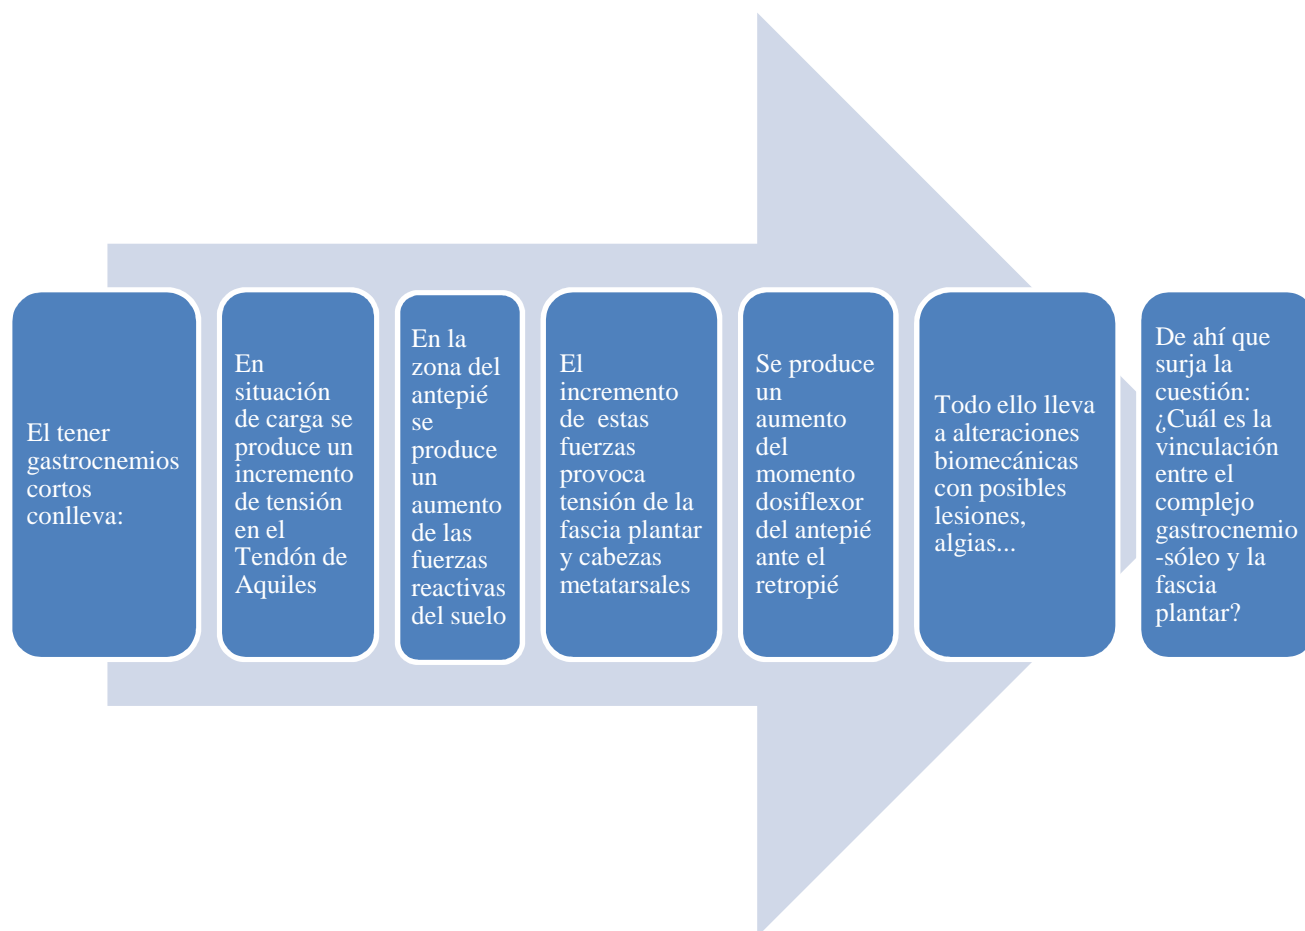 El tener
gastrocnemios
cortos
conlleva:
En
situación
de carga se
produce un
incremento
de tensión
en el
Tendón de
Aquiles
En la
zona del
antepié
se
produce
un
aumento
de las
fuerzas
reactivas
del suelo
El
incremento
de estas
fuerzas
provoca
tensión de la
fascia plantar
y cabezas
metatarsales
Se produce
un
aumento
del
momento
dosiflexor
del antepié
ante el
retropié
Todo ello lleva
a alteraciones
biomecánicas
con posibles
lesiones,
algias...
De ahí que
surja la
cuestión:
¿Cuál es la
vinculación
entre el
complejo
gastrocnemio
-sóleo y la
fascia
plantar?